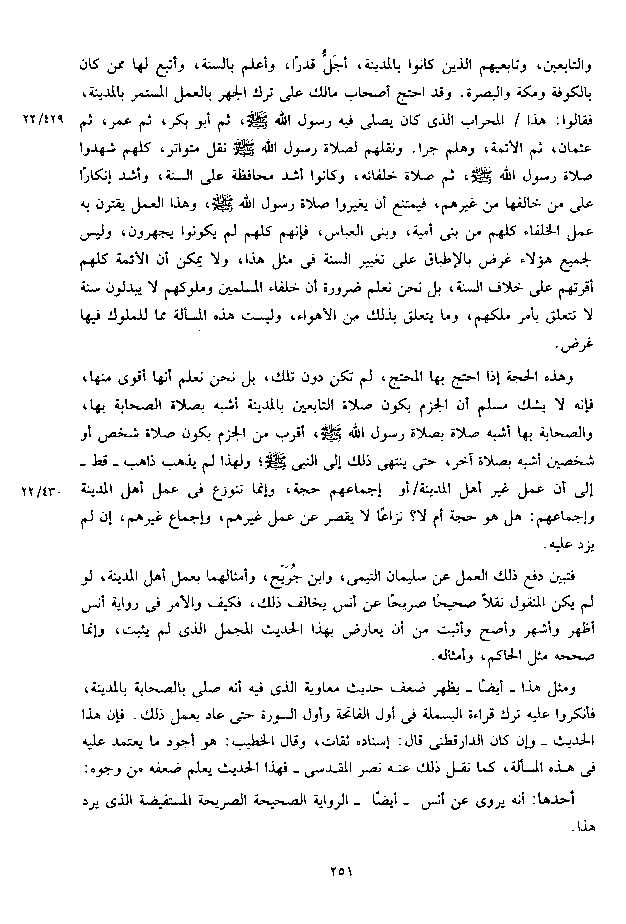 والتابعين، وتابعيهم الذين كانوا بالمدينة، أجَلُّ قدرًا، وأعلم بالسنة، وأتبع لها ممن كان
بالكوفة ومكة والبصرة. وقد احتج أصحاب مالك على ترك الجهر بالعمل المستمر بالمدينة،
٢٢/٤٢٩ فقالوا: هذا / المحراب الذى كان يصلى فيه رسول الله ﷺ، ثم أبو بكر، ثم عمر، ثم
عثمان، ثم الأئمة، وهلم جرا. ونقلهم لصلاة رسول الله ﷺ نقل متواتر، كلهم شهدوا
صلاة رسول الله ﷺ، ثم صلاة خلفائه، وكانوا أشد محافظة على السنة، وأشد إنكارًا
على من خالفها من غيرهم، فيمتنع أن يغيروا صلاة رسول الله ﷺ، وهذا العمل يقترن به
عمل الخلفاء كلهم من بنى أمية، وبنى العباس، فإنهم كلهم لم يكونوا يجهرون، وليس
لجميع هؤلاء غرض بالإطباق على تغيير السنة فى مثل هذا، ولا يمكن أن الأئمة كلهم
أقرتهم على خلاف السنة، بل نحن نعلم ضرورة أن خلفاء المسلمين وملوكهم لا يبدلون سنة
لا تتعلق بأمر ملكهم، وما يتعلق بذلك من الأهواء، وليست هذه المسألة مما للملوك فيها
غرض.
وهذه الحجة إذا احتج بها المحتج، لم تكن دون تلك، بل نحن نعلم أنها أقوى منها،
فإنه لا يشك مسلم أن الجزم بكون صلاة التابعين بالمدينة أشبه بصلاة الصحابة بها،
والصحابة بها أشبه صلاة بصلاة رسول الله ﷺ، أقرب من الجزم بكون صلاة شخص أو
شخصين أشبه بصلاة آخر، حتى ينتهى ذلك إلى النبى ﷺ؛ ولهذا لم يذهب ذاهب ـ قط ـ
٢٢/٤٣٠ إلى أن عمل غير أهل المدينة/أو إجماعهم حجة، وإنما تنوزع فى عمل أهل المدينة
وإجماعهم: هل هو حجة أم لا؟ نزاعًا لا يقصر عن عمل غيرهم، وإجماع غيرهم، إن لم
يزد عليه.
فتبين دفع ذلك العمل عن سليمان التيمى، وابن جُرَيْج، وأمثالهما بعمل أهل المدينة، لو
لم يكن المنقول نقلاً صحيحًا صريحًا عن أنس يخالف ذلك، فكيف والأمر فى رواية أنس
أظهر وأشهر وأصح وأثبت من أن يعارض بهذا الحديث المجمل الذى لم يثبت، وإنما
صححه مثل الحاكم، وأمثاله.
ومثل هذا ـ أيضًا ـ يظهر ضعف حديث معاوية الذى فيه أنه صلى بالصحابة بالمدينة،
فأنكروا عليه ترك قراءة البسملة فى أول الفاتحة وأول السورة حتى عاد يعمل ذلك. فإن هذا
الحديث ـ وإن كان الدارقطنى قال: إسناده ثقات، وقال الخطيب: هو أجود ما يعتمد عليه
فى هذه المسألة، كما نقل ذلك عنه نصر المقدسى ـ فهذا الحديث يعلم ضعفه من وجوه:
أحدها: أنه يروى عن أنس ـ أيضًا ـ الرواية الصحيحة الصريحة المستفيضة الذى يرد
هذا.
٢٥١